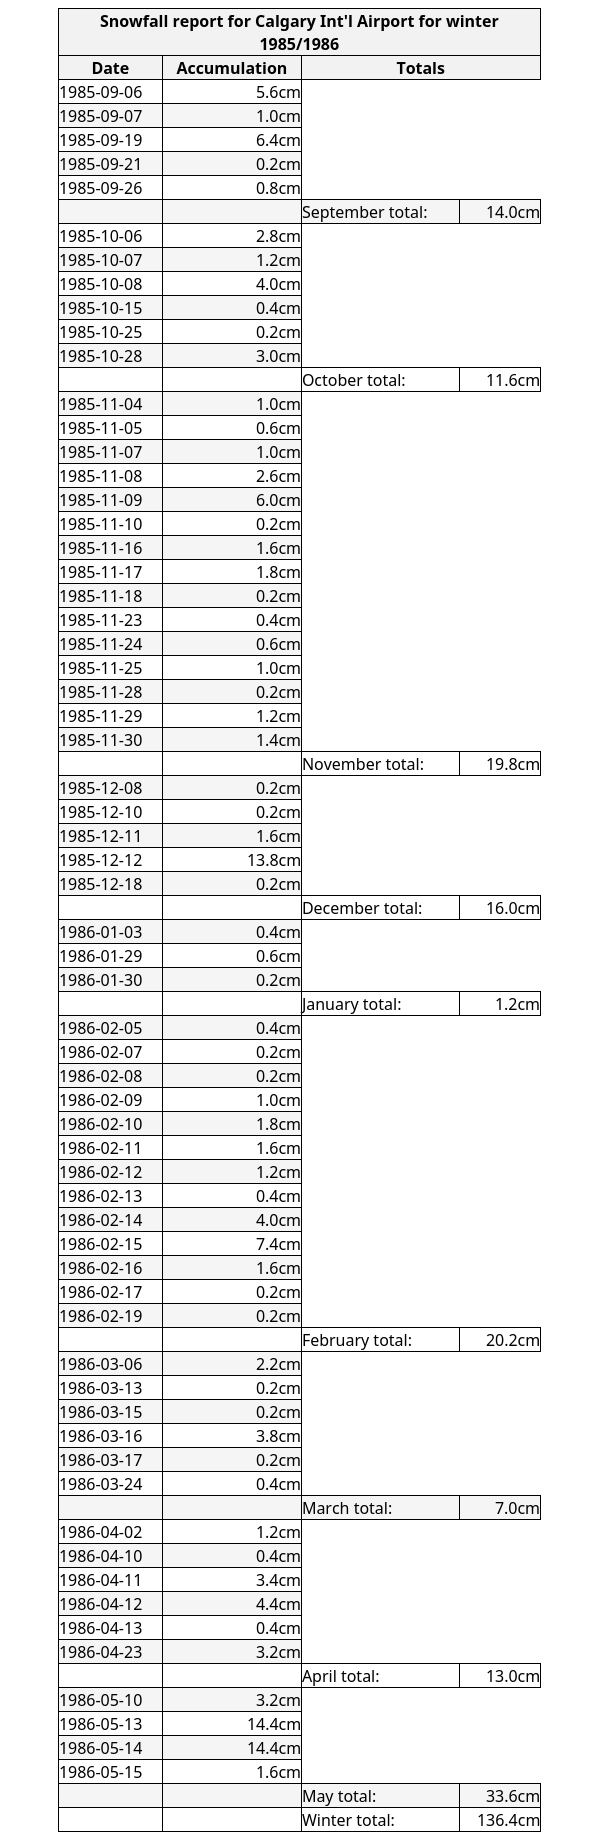 Snowfall report for Calgary Int'l Airport for winter
1985/1986
Date Accumulation Totals
1985-09-06 5.6cm
1985-09-07 1.0cm
1985-09-19 6.4cm
1985-09-21 0.2cm
1985-09-26 0.8cm
September total: 14.0cm
1985-10-06 2.8cm
1985-10-07 1.2cm
1985-10-08 4.0cm
1985-10-15 0.4cm
1985-10-25 0.2cm
1985-10-28 3.0cm
October total: 11.6cm
1985-11-04 1.0cm
1985-11-05 0.6cm
1985-11-07 1.0cm
1985-11-08 2.6cm
1985-11-09 6.0cm
1985-11-10 0.2cm
1985-11-16 1.6cm
1985-11-17 1.8cm
1985-11-18 0.2cm
1985-11-23 0.4cm
1985-11-24 0.6cm
1985-11-25 1.0cm
1985-11-28 0.2cm
1985-11-29 1.2cm
1985-11-30 1.4cm
November total: 19.8cm
1985-12-08 0.2cm
1985-12-10 0.2cm
1985-12-11 1.6cm
1985-12-12 13.8cm
1985-12-18 0.2cm
December total: 16.0cm
1986-01-03 0.4cm
1986-01-29 0.6cm
1986-01-30 0.2cm
January total: 1.2cm
1986-02-05 0.4cm
1986-02-07 0.2cm
1986-02-08 0.2cm
1986-02-09 1.0cm
1986-02-10 1.8cm
1986-02-11 1.6cm
1986-02-12 1.2cm
1986-02-13 0.4cm
1986-02-14 4.0cm
1986-02-15 7.4cm
1986-02-16 1.6cm
1986-02-17 0.2cm
1986-02-19 0.2cm
February total: 20.2cm
1986-03-06 2.2cm
1986-03-13 0.2cm
1986-03-15 0.2cm
1986-03-16 3.8cm
1986-03-17 0.2cm
1986-03-24 0.4cm
March total: 7.0cm
1986-04-02 1.2cm
1986-04-10 0.4cm
1986-04-11 3.4cm
1986-04-12 4.4cm
1986-04-13 0.4cm
1986-04-23 3.2cm
April total: 13.0cm
1986-05-10 3.2cm
1986-05-13 14.4cm
1986-05-14 14.4cm
1986-05-15 1.6cm
May total: 33.6cm
Winter total: 136.4cm